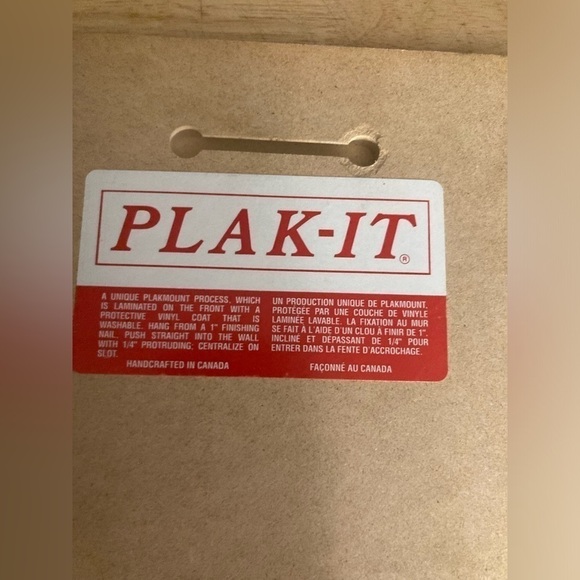 PLAK-IT®
A UNIQUE PLAKMOUNT PROCESS, WHICH
IS LAMINATED ON THE FRONT WITH A
PROTECTIVE VINYL COAT THAT IS
WASHABLE. HANG FROM A 1" FINISHING
NAIL. PUSH STRAIGHT INTO THE WALL
WITH 1/4" PROTRUDING; CENTRALIZE ON
SLOT.
HANDCRAFTED IN CANADA
UN PRODUCTION UNIQUE DE PLAKMOUNT,
PROTÉGÉE PAR UNE COUCHE DE VINYLE
LAMINÉE LAVABLE. LA FIXATION AU MUR
SE FAIT À L'AIDE D'UN CLOU À FINIR DE 1",
INCLINÉ ET DÉPASSANT DE 1/4" POUR
ENTRER DANS LA FENTE D'ACCROCHAGE.
FAÇONNÉ AU CANADA